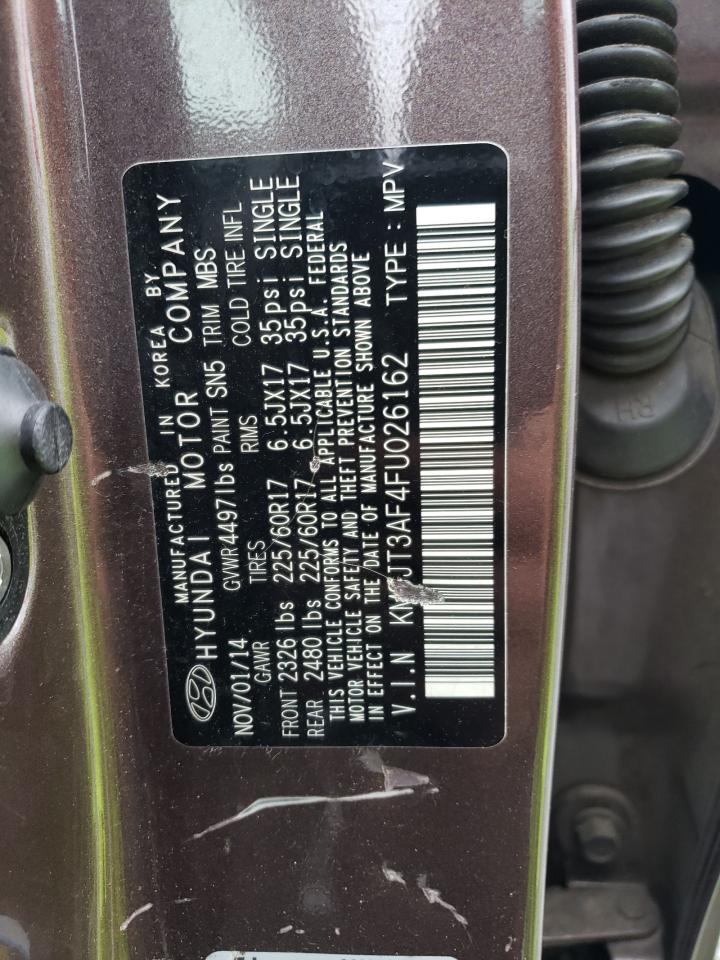 MANUFACTURED IN KOREA BY
HYUNDAI MOTOR COMPANY
NOV/01/14 GVWR 4497lbs PAINT SN5 TRIM MBS
GAWR TIRES RIMS COLD TIRE INFL
FRONT 2326 lbs 225/60R17 6.5JX17 35psi SINGLE
REAR 2480 lbs 225/60R17 6.5JX17 35psi SINGLE
THIS VEHICLE CONFORMS TO ALL APPLICABLE U.S.A. FEDERAL
MOTOR VEHICLE SAFETY AND THEFT PREVENTION STANDARDS
IN EFFECT ON THE DATE OF MANUFACTURE SHOWN ABOVE
V.I.N TYPE : MPV
RH